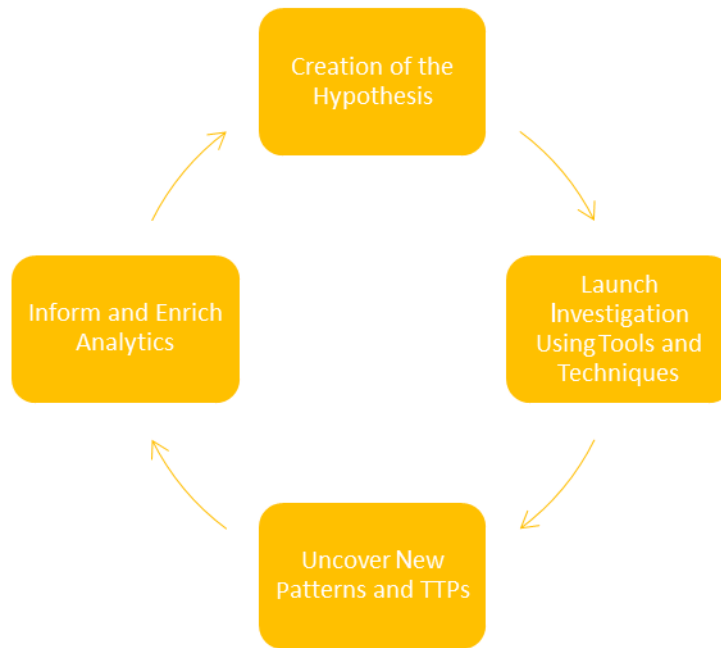 Creation of the
Hypothesis
Launch
Investigation
Using Tools and
Techniques
Uncover New
Patterns and TTPs
Inform and Enrich
Analytics